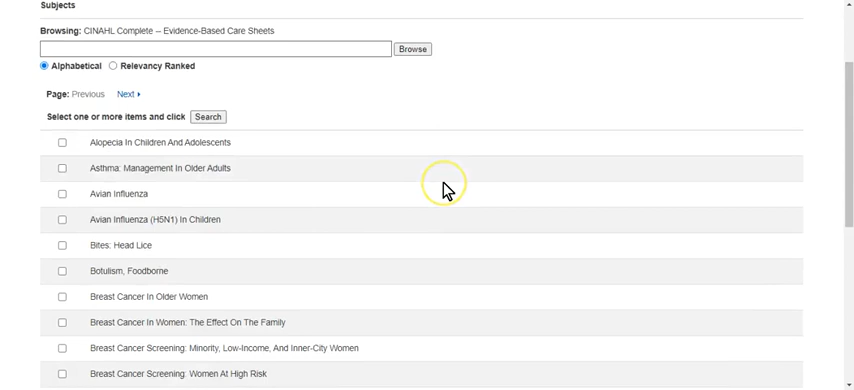 Subjects
Browsing: CINAHL Complete -- Evidence-Based Care Sheets
Browse
Alphabetical Relevancy Ranked
Page: Previous Next
Select one or more items and click Search
Alopecia In Children And Adolescents
Asthma: Management In Older Adults
Avian Influenza
Avian Influenza (H5N1) In Children
Bites: Head Lice
Botulism, Foodborne
Breast Cancer In Older Women
Breast Cancer In Women: The Effect On The Family
Breast Cancer Screening: Minority, Low-Income, And Inner-City Women
Breast Cancer Screening: Women At High Risk